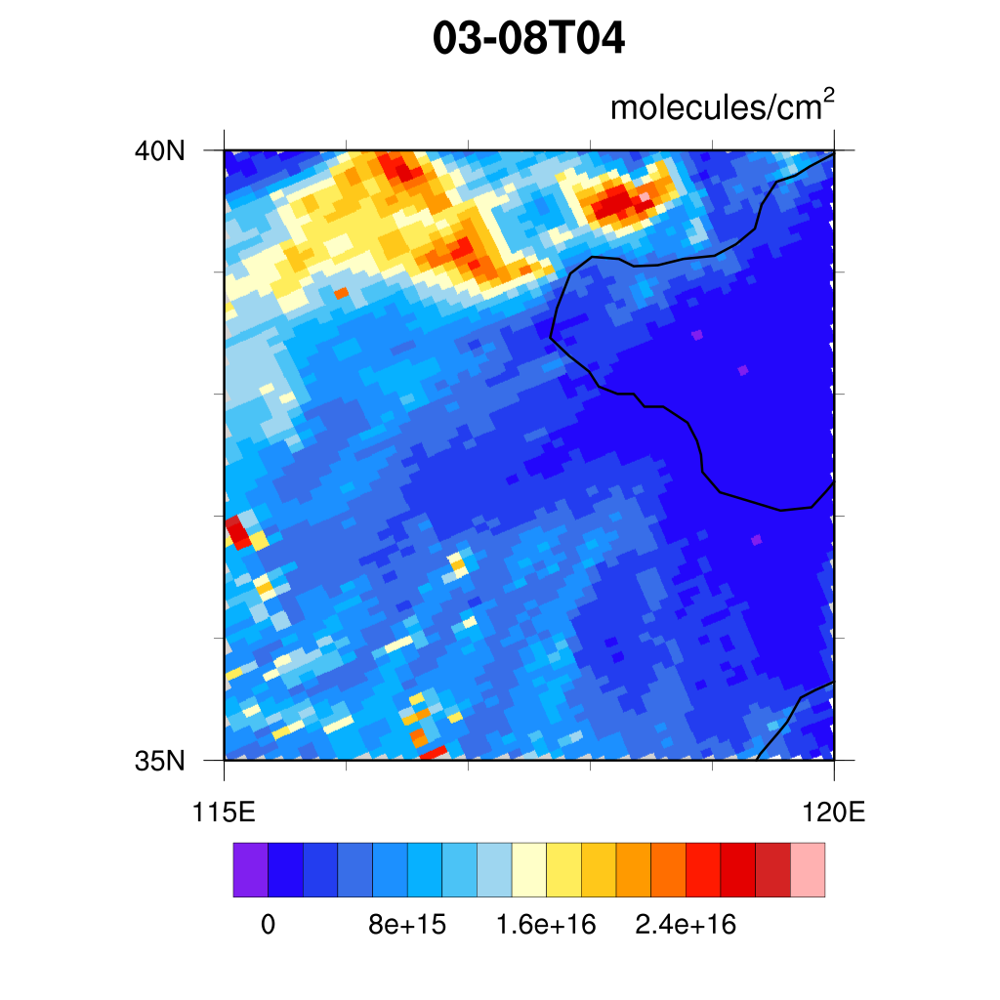 03-08T04
molecules/cm²
40N
35N
115E 120E
0 8e+15 1.6e+16 2.4e+16